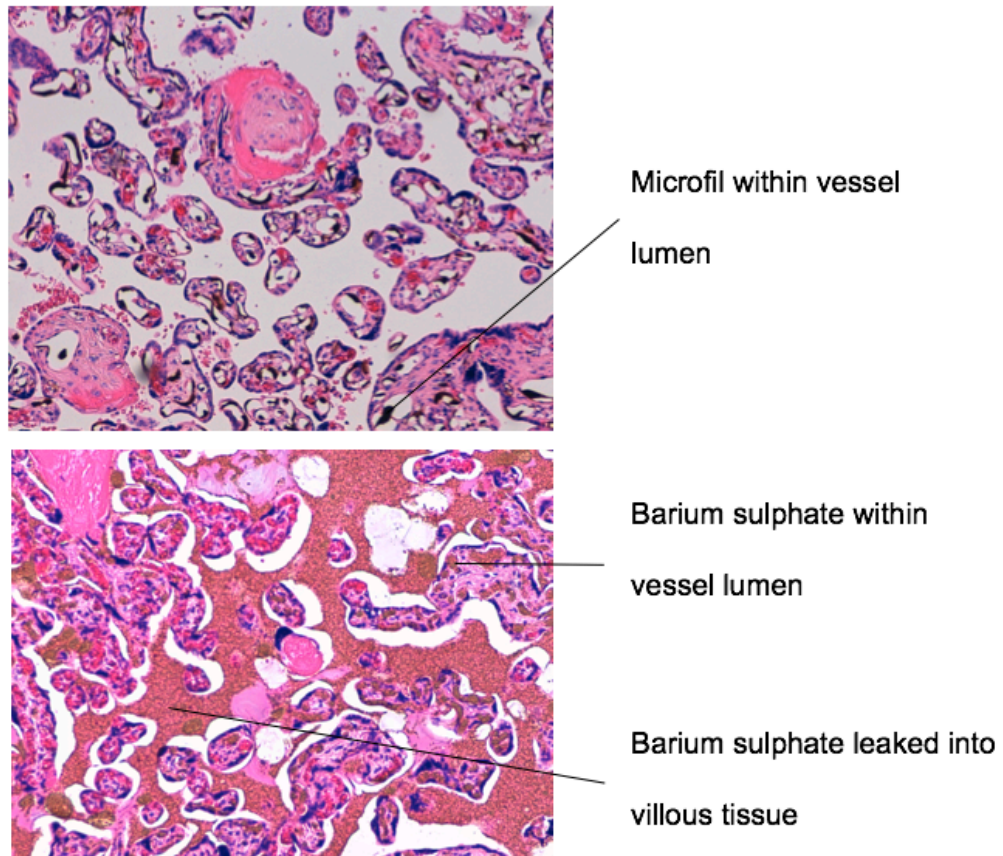 Microfil within vessel
lumen
Barium sulphate within
vessel lumen
Barium sulphate leaked into
villous tissue